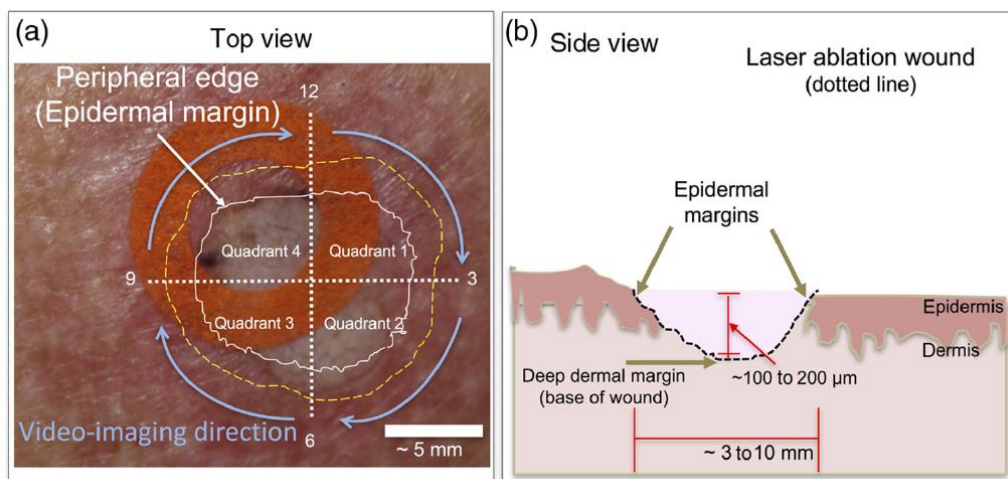 (a)
Top view
Peripheral edge
(Epidermal margin)
12
Quadrant 4
Quadrant 1
9
3
Quadrant 3
Quadrant 2
Video-imaging direction
6
~ 5 mm
(b)
Side view
Laser ablation wound
(dotted line)
Epidermal
margins
Epidermis
Dermis
Deep dermal margin
(base of wound)
~100 to 200 µm
~ 3 to 10 mm